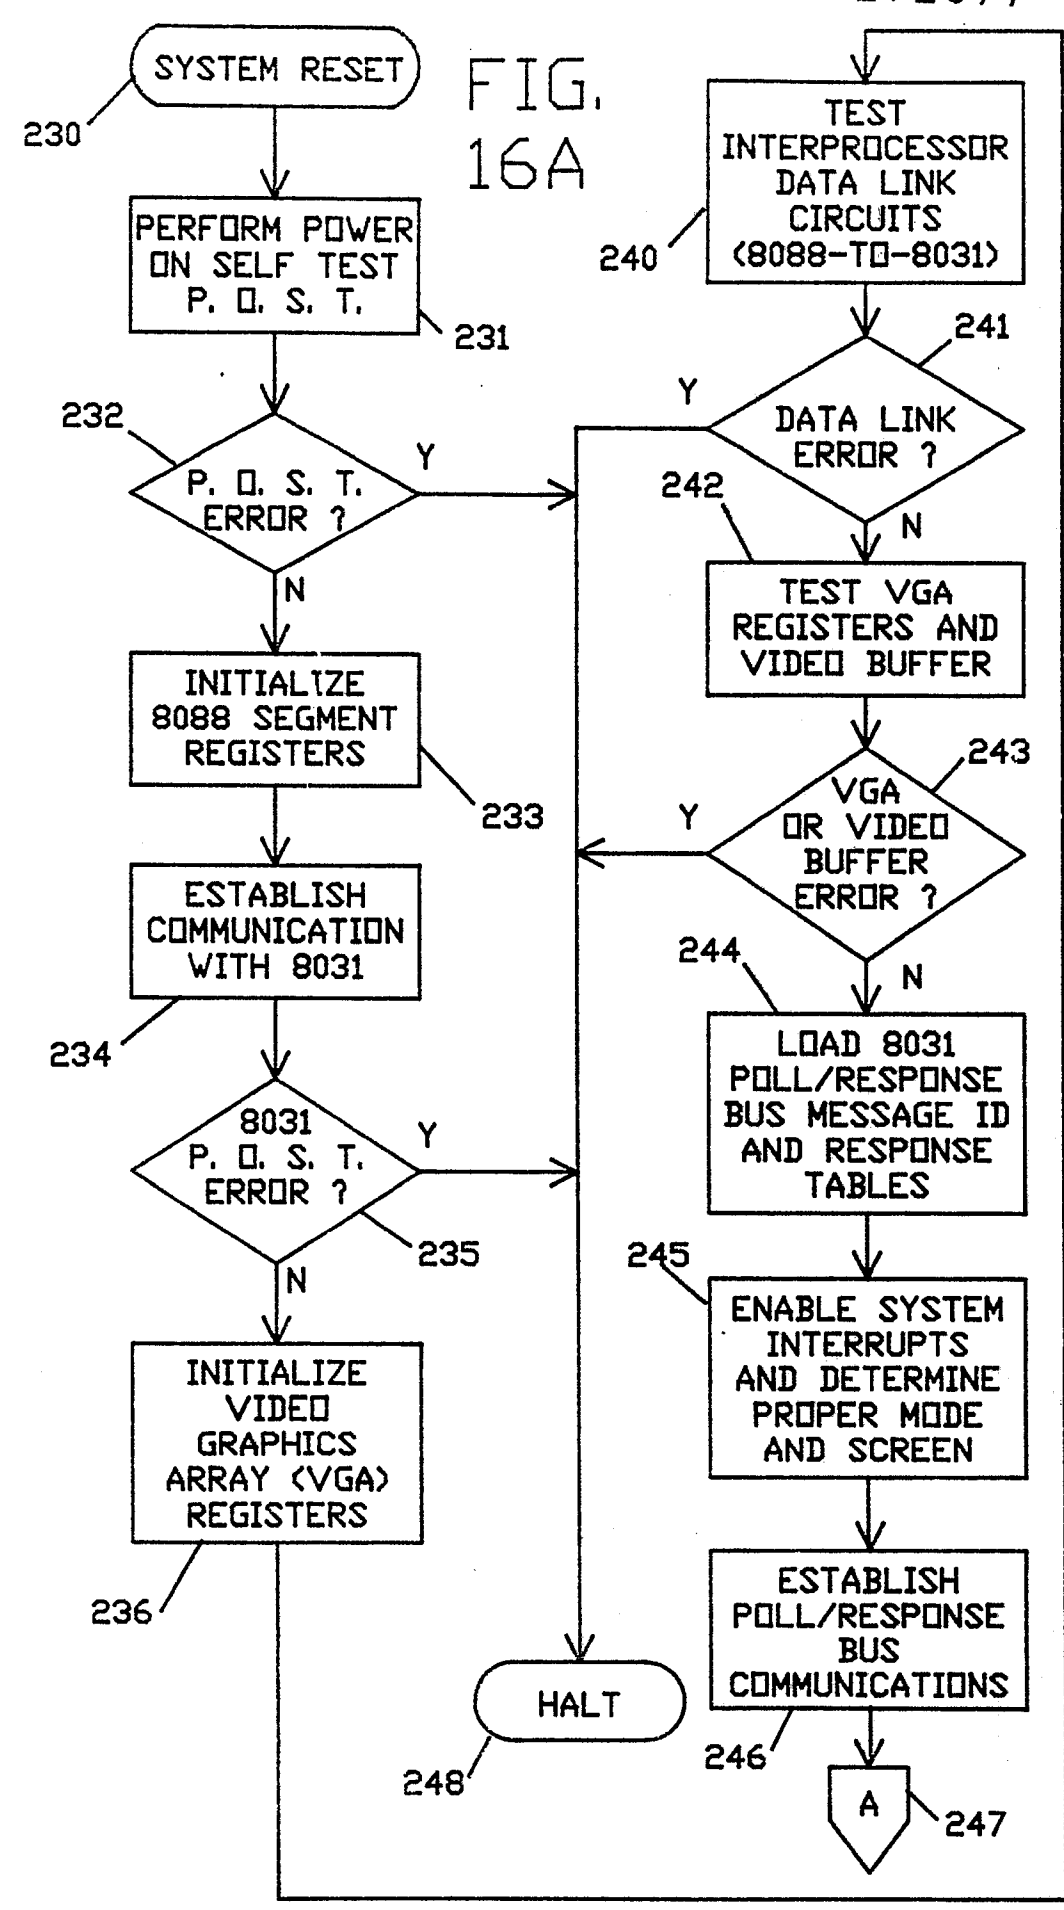 FIG.
16A
SYSTEM RESET
230
PERFORM POWER
ON SELF TEST
P. O. S. T.
231
232
P. O. S. T.
ERROR ?
Y
N
INITIALIZE
8088 SEGMENT
REGISTERS
233
ESTABLISH
COMMUNICATION
WITH 8031
234
8031
P. O. S. T.
ERROR ?
Y
235
N
INITIALIZE
VIDEO
GRAPHICS
ARRAY (VGA)
REGISTERS
236
TEST
INTERPROCESSOR
DATA LINK
CIRCUITS
(8088-TO-8031)
240
241
Y
DATA LINK
ERROR ?
N
242
TEST VGA
REGISTERS AND
VIDEO BUFFER
243
Y
VGA
OR VIDEO
BUFFER
ERROR ?
N
244
LOAD 8031
POLL/RESPONSE
BUS MESSAGE ID
AND RESPONSE
TABLES
245
ENABLE SYSTEM
INTERRUPTS
AND DETERMINE
PROPER MODE
AND SCREEN
ESTABLISH
POLL/RESPONSE
BUS
COMMUNICATIONS
246
A
247
HALT
248